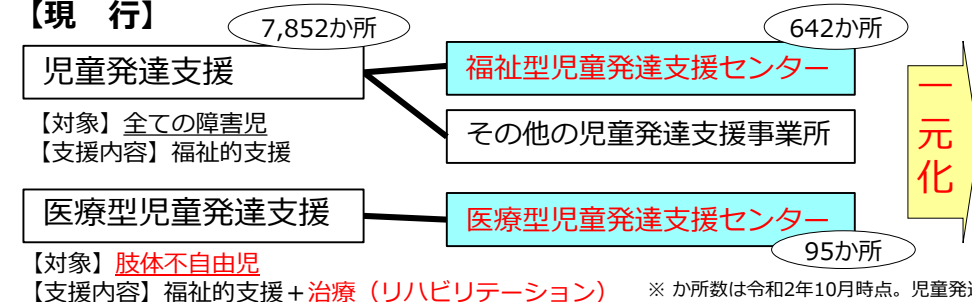 【現　行】
7,852か所
642か所
児童発達支援
福祉型児童発達支援センター
【対象】全ての障害児
【支援内容】福祉的支援
その他の児童発達支援事業所
一元化
医療型児童発達支援
医療型児童発達支援センター
95か所
【対象】肢体不自由児
【支援内容】福祉的支援＋治療（リハビリテーション）
※ か所数は令和2年10月時点。児童発